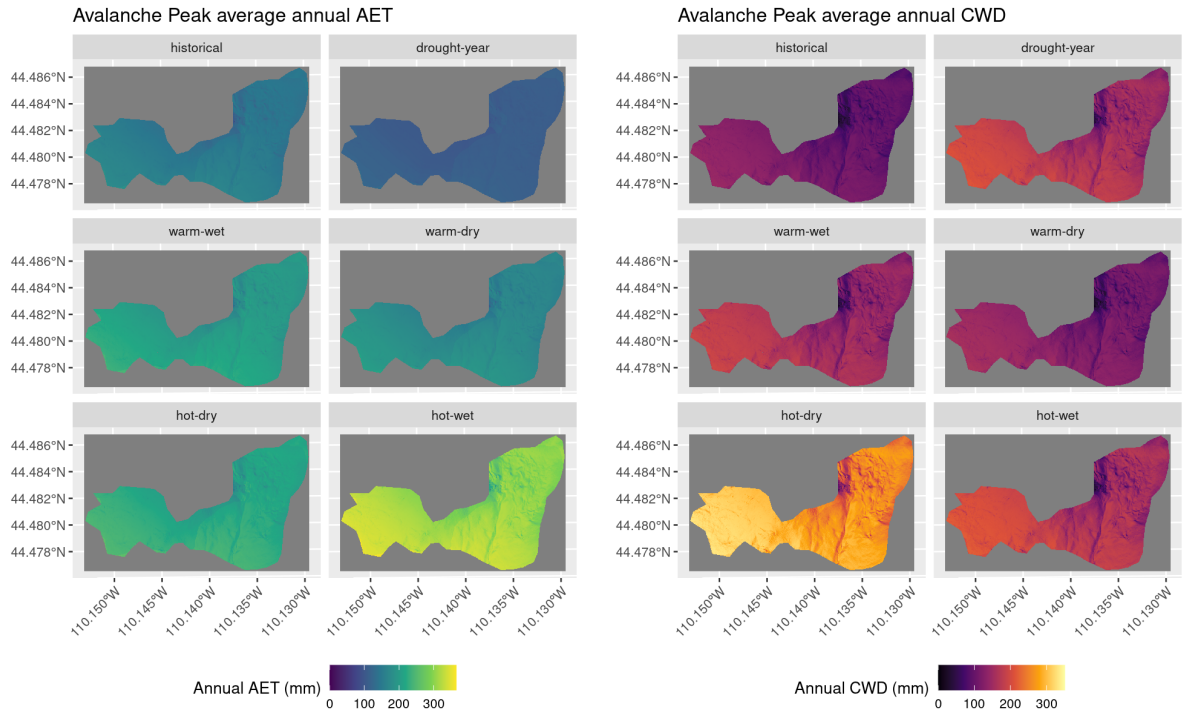 Avalanche Peak average annual AET
historical drought-year
44.486°N
44.484°N
44.482°N
44.480°N
44.478°N
warm-wet warm-dry
44.486°N
44.484°N
44.482°N
44.480°N
44.478°N
hot-dry hot-wet
44.486°N
44.484°N
44.482°N
44.480°N
44.478°N
110.150°W 110.145°W 110.140°W 110.135°W 110.130°W 110.150°W 110.145°W 110.140°W 110.135°W 110.130°W
Annual AET (mm)
0 100 200 300
Avalanche Peak average annual CWD
historical drought-year
44.486°N
44.484°N
44.482°N
44.480°N
44.478°N
warm-wet warm-dry
44.486°N
44.484°N
44.482°N
44.480°N
44.478°N
hot-dry hot-wet
44.486°N
44.484°N
44.482°N
44.480°N
44.478°N
110.150°W 110.145°W 110.140°W 110.135°W 110.130°W 110.150°W 110.145°W 110.140°W 110.135°W 110.130°W
Annual CWD (mm)
0 100 200 300